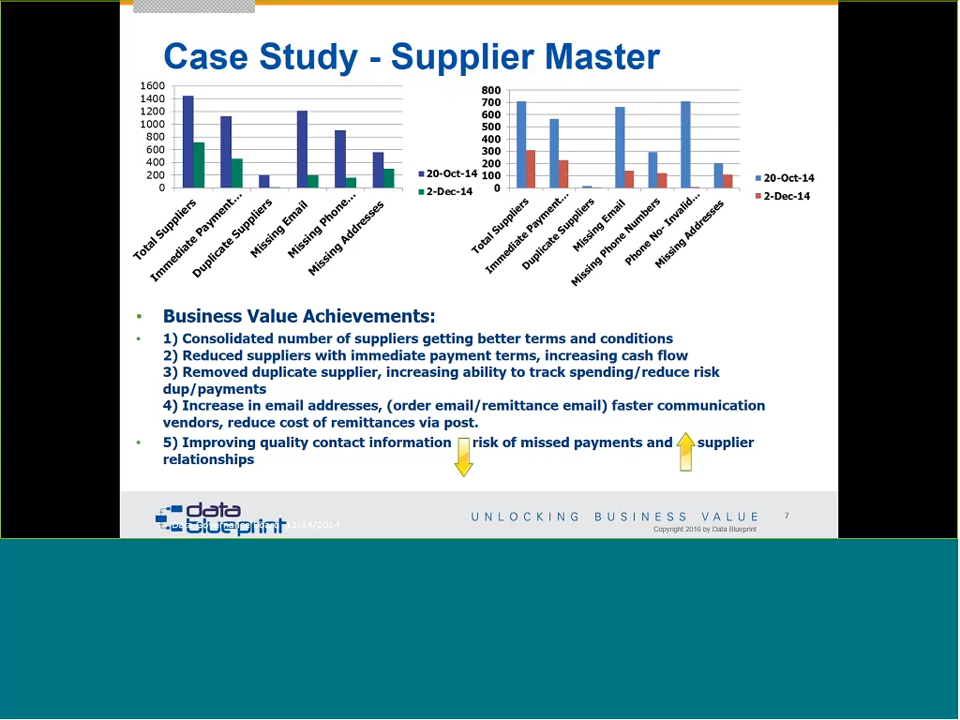 Case Study - Supplier Master
1600
1400
1200
1000
800
600
400
200
0
Total Suppliers
Immediate Payment...
Duplicate Suppliers
Missing Email
Missing Phone...
Missing Addresses
20-Oct-14
2-Dec-14
800
700
600
500
400
300
200
100
0
Total Suppliers
Immediate Payment...
Duplicate Suppliers
Missing Email
Missing Phone Numbers
Phone No- Invalid...
Missing Addresses
20-Oct-14
2-Dec-14
• Business Value Achievements:
• 1) Consolidated number of suppliers getting better terms and conditions
2) Reduced suppliers with immediate payment terms, increasing cash flow
3) Removed duplicate supplier, increasing ability to track spending/reduce risk
dup/payments
4) Increase in email addresses, (order email/remittance email) faster communication
vendors, reduce cost of remittances via post.
• 5) Improving quality contact information risk of missed payments and supplier
relationships
data
blueprint
12/14/2014
UNLOCKING BUSINESS VALUE
7
Copyright 2016 by Data Blueprint